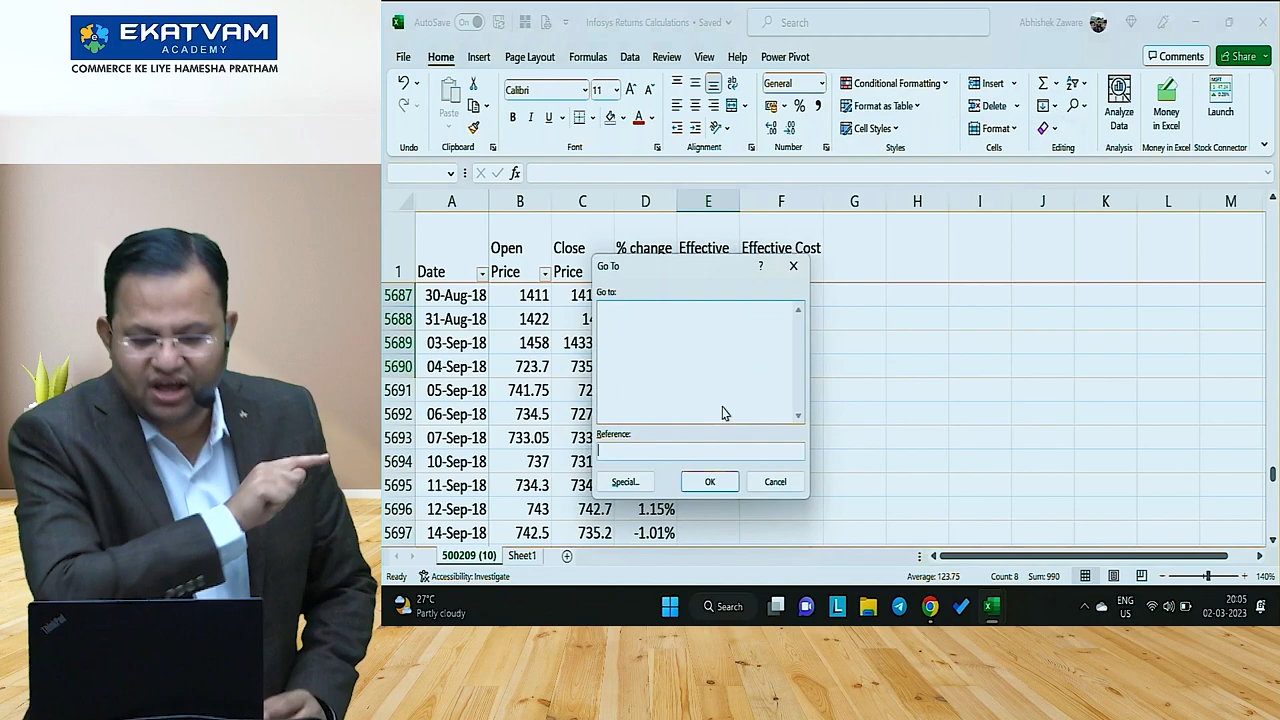 EKATVAM
ACADEMY
COMMERCE KE LIYE HAMESHA PRATHAM
AutoSave On Infosys Returns Calculations • Saved Search Abhishek Zaware
File Home Insert Page Layout Formulas Data Review View Help Power Pivot Comments Share
Calibri 11 General Conditional Formatting Insert
Format as Table Delete
Paste B I U A Cell Styles Format Analyze Data Money in Excel Launch
Undo Clipboard Font Alignment Number Styles Cells Editing Analysis Money in Excel Stock Connector
fx
A B C D E F G H I J K L M
Open Close % change Effective Effective Cost
1 Date Price Price
5687 30-Aug-18 1411
5688 31-Aug-18 1422
5689 03-Sep-18 1458 1433
5690 04-Sep-18 723.7 735
5691 05-Sep-18 741.75
5692 06-Sep-18 734.5 727
5693 07-Sep-18 733.05 733
5694 10-Sep-18 737 731
5695 11-Sep-18 734.3 734
5696 12-Sep-18 743 742.7 1.15%
5697 14-Sep-18 742.5 735.2 -1.01%
Go To ? X
Go to:
Reference:
Special... OK Cancel
500209 (10) Sheet1
Ready Accessibility: Investigate Average: 123.75 Count: 8 Sum: 990 140%
27°C
Partly cloudy
Search
ENG
US
20:05
02-03-2023
ThinkPad